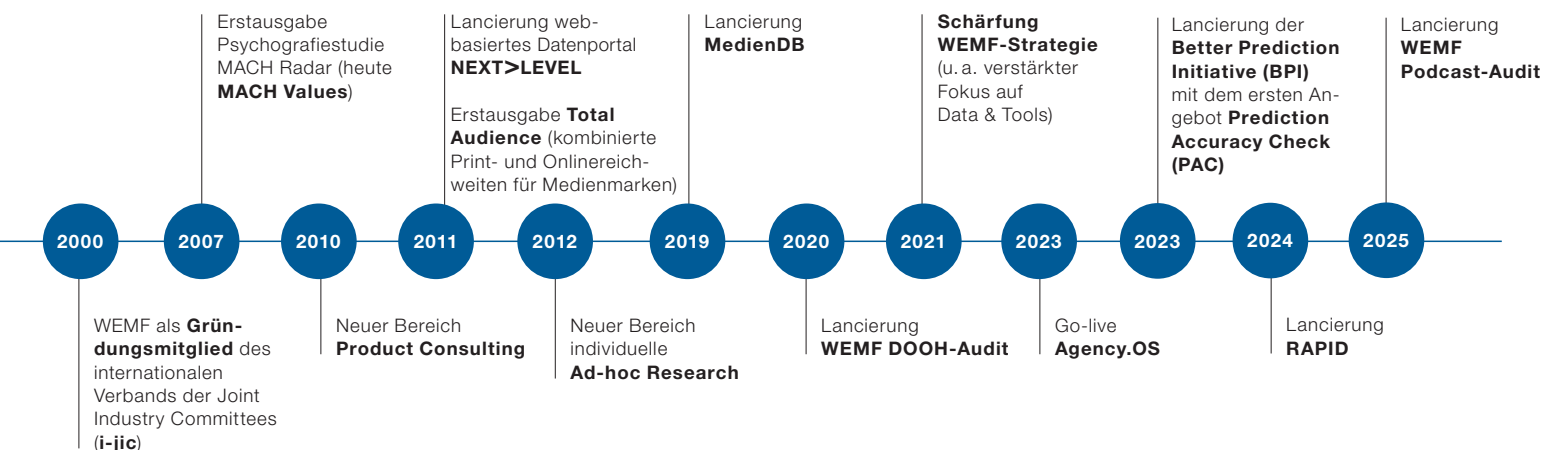 Erstausgabe
Psychografiestudie
MACH Radar (heute
MACH Values)
Lancierung web-
basiertes Datenportal
NEXT>LEVEL
Erstausgabe Total
Audience (kombinierte
Print- und Onlinereich-
weiten für Medienmarken)
Lancierung
MedienDB
Schärfung
WEMF-Strategie
(u. a. verstärkter
Fokus auf
Data & Tools)
Lancierung der
Better Prediction
Initiative (BPI)
mit dem ersten An-
gebot Prediction
Accuracy Check
(PAC)
Lancierung
WEMF
Podcast-Audit
2000
2007
2010
2011
2012
2019
2020
2021
2023
2023
2024
2025
WEMF als Grün-
dungsmitglied des
internationalen
Verbands der Joint
Industry Committees
(i-jic)
Neuer Bereich
Product Consulting
Neuer Bereich
individuelle
Ad-hoc Research
Lancierung
WEMF DOOH-Audit
Go-live
Agency.OS
Lancierung
RAPID